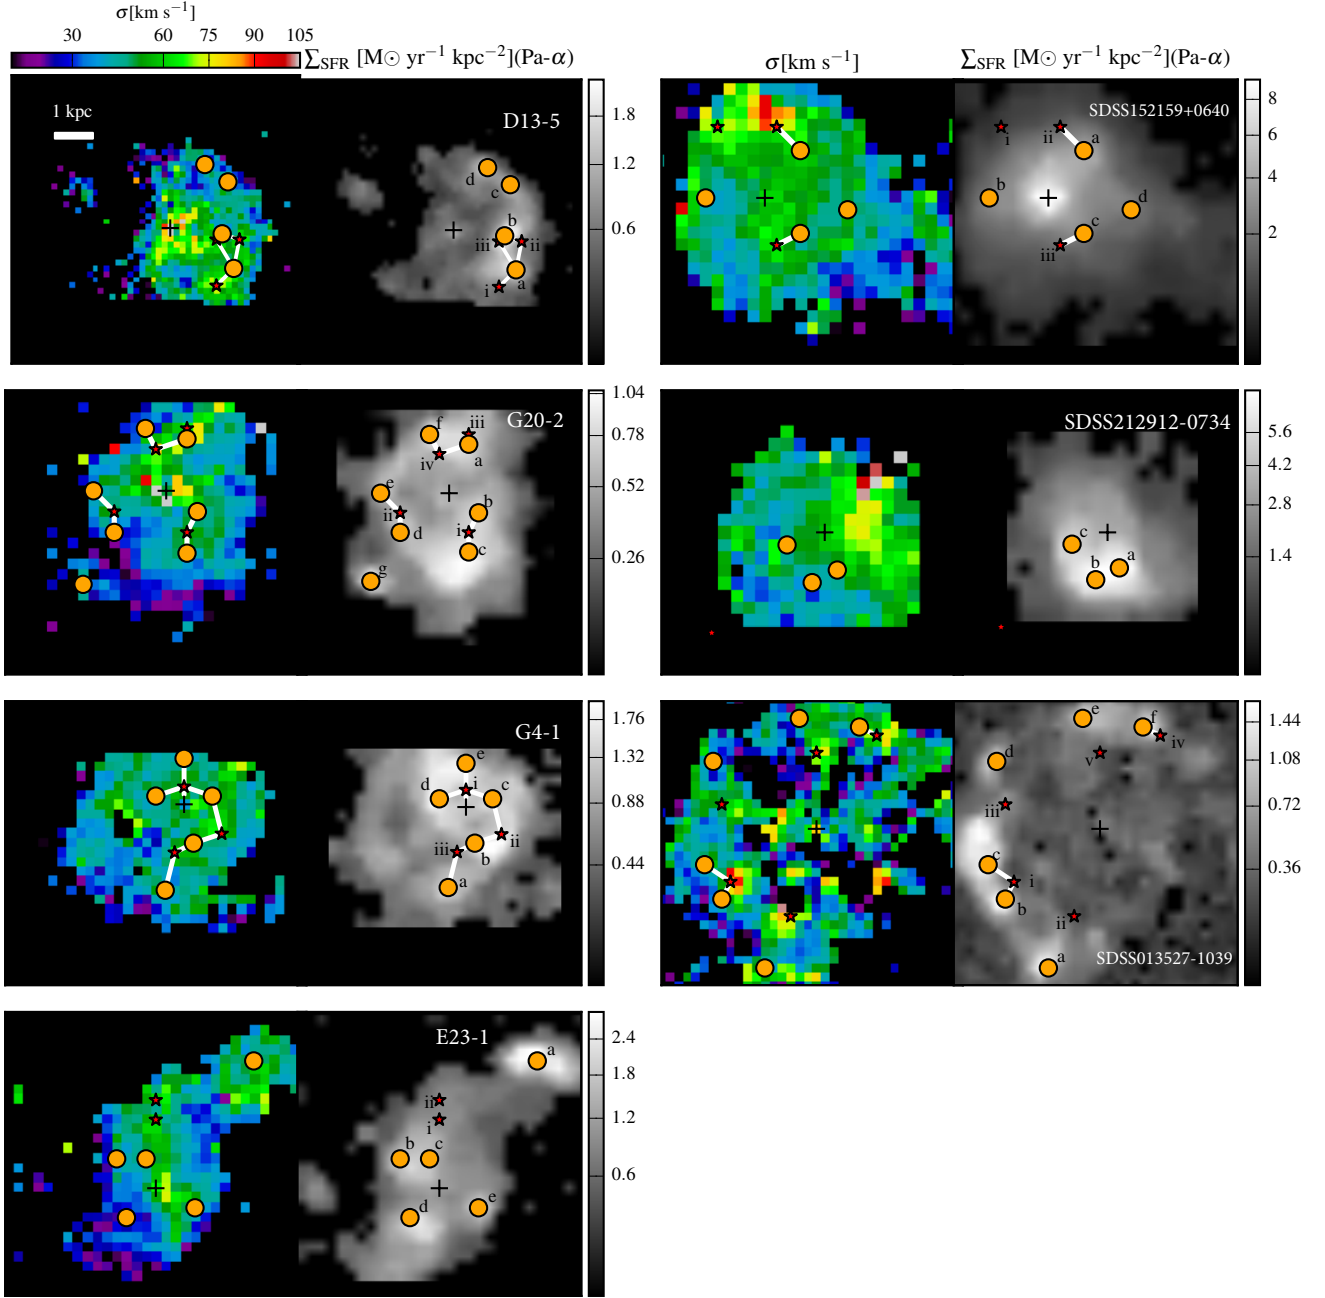 σ[km s⁻¹]
30 60 75 90 105
Σ_SFR [M⊙ yr⁻¹ kpc⁻²](Pa-α)
1 kpc
D13-5
d
c
b
iii ii
a
i
1.8
1.2
0.6
σ[km s⁻¹]
Σ_SFR [M⊙ yr⁻¹ kpc⁻²](Pa-α)
SDSS152159+0640
i
ii
a
b
d
c
iii
8
6
4
2
G20-2
f
iii
iv
a
e
b
ii
d
i
c
g
1.04
0.78
0.52
0.26
SDSS212912-0734
c
a
b
5.6
4.2
2.8
1.4
G4-1
e
d
i
c
ii
iii
b
a
1.76
1.32
0.88
0.44
e
f
iv
v
d
iii
c
i
b
ii
a
SDSS013527-1039
1.44
1.08
0.72
0.36
E23-1
a
ii
i
b
c
e
d
2.4
1.8
1.2
0.6